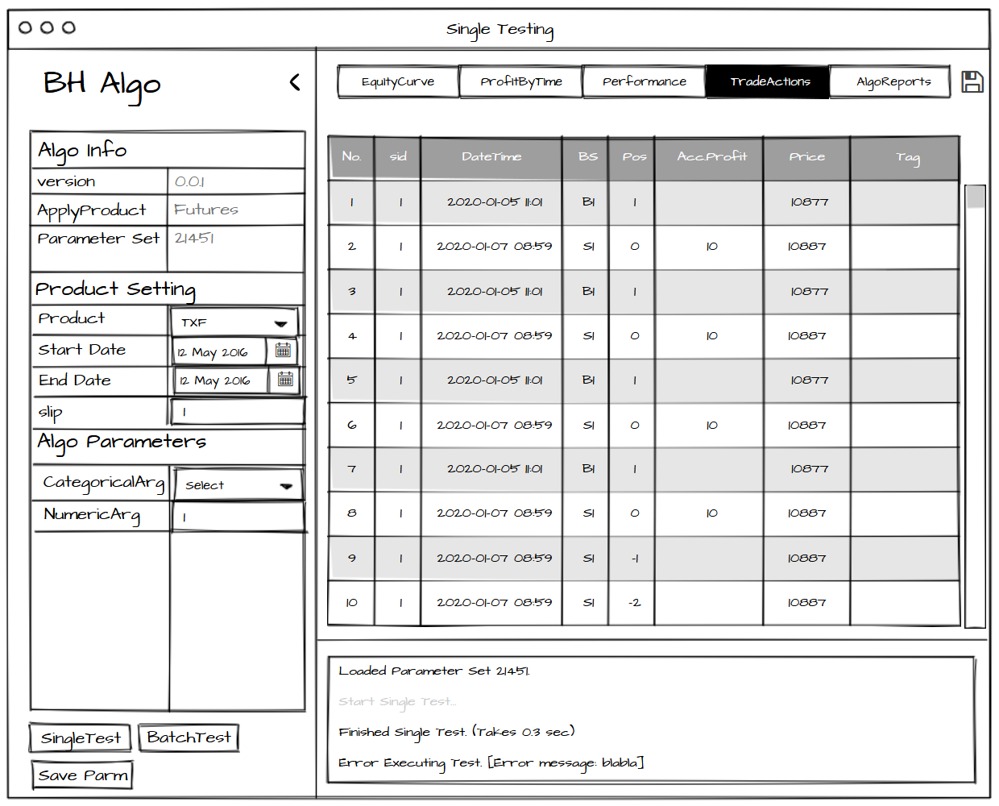 Single Testing
BH Algo
Algo Info
version 0.0.1
ApplyProduct Futures
Parameter Set 21451
Product Setting
Product TXF
Start Date 12 May 2016
End Date 12 May 2016
slip 1
Algo Parameters
CategoricalArg Select
NumericArg 1
SingleTest BatchTest
Save Parm
EquityCurve ProfitByTime Performance TradeActions AlgoReports
No. sid DateTime BS Pos Acc.Profit Price Tag
1 1 2020-01-05 11:01 B1 1 10877
2 1 2020-01-07 08:59 S1 0 10 10887
3 1 2020-01-05 11:01 B1 1 10877
4 1 2020-01-07 08:59 S1 0 10 10887
5 1 2020-01-05 11:01 B1 1 10877
6 1 2020-01-07 08:59 S1 0 10 10887
7 1 2020-01-05 11:01 B1 1 10877
8 1 2020-01-07 08:59 S1 0 10 10887
9 1 2020-01-07 08:59 S1 -1 10887
10 1 2020-01-07 08:59 S1 -2 10887
Loaded Parameter Set 21451.
Start Single Test...
Finished Single Test. (Takes 0.3 sec)
Error Executing Test. [Error message: blabla]